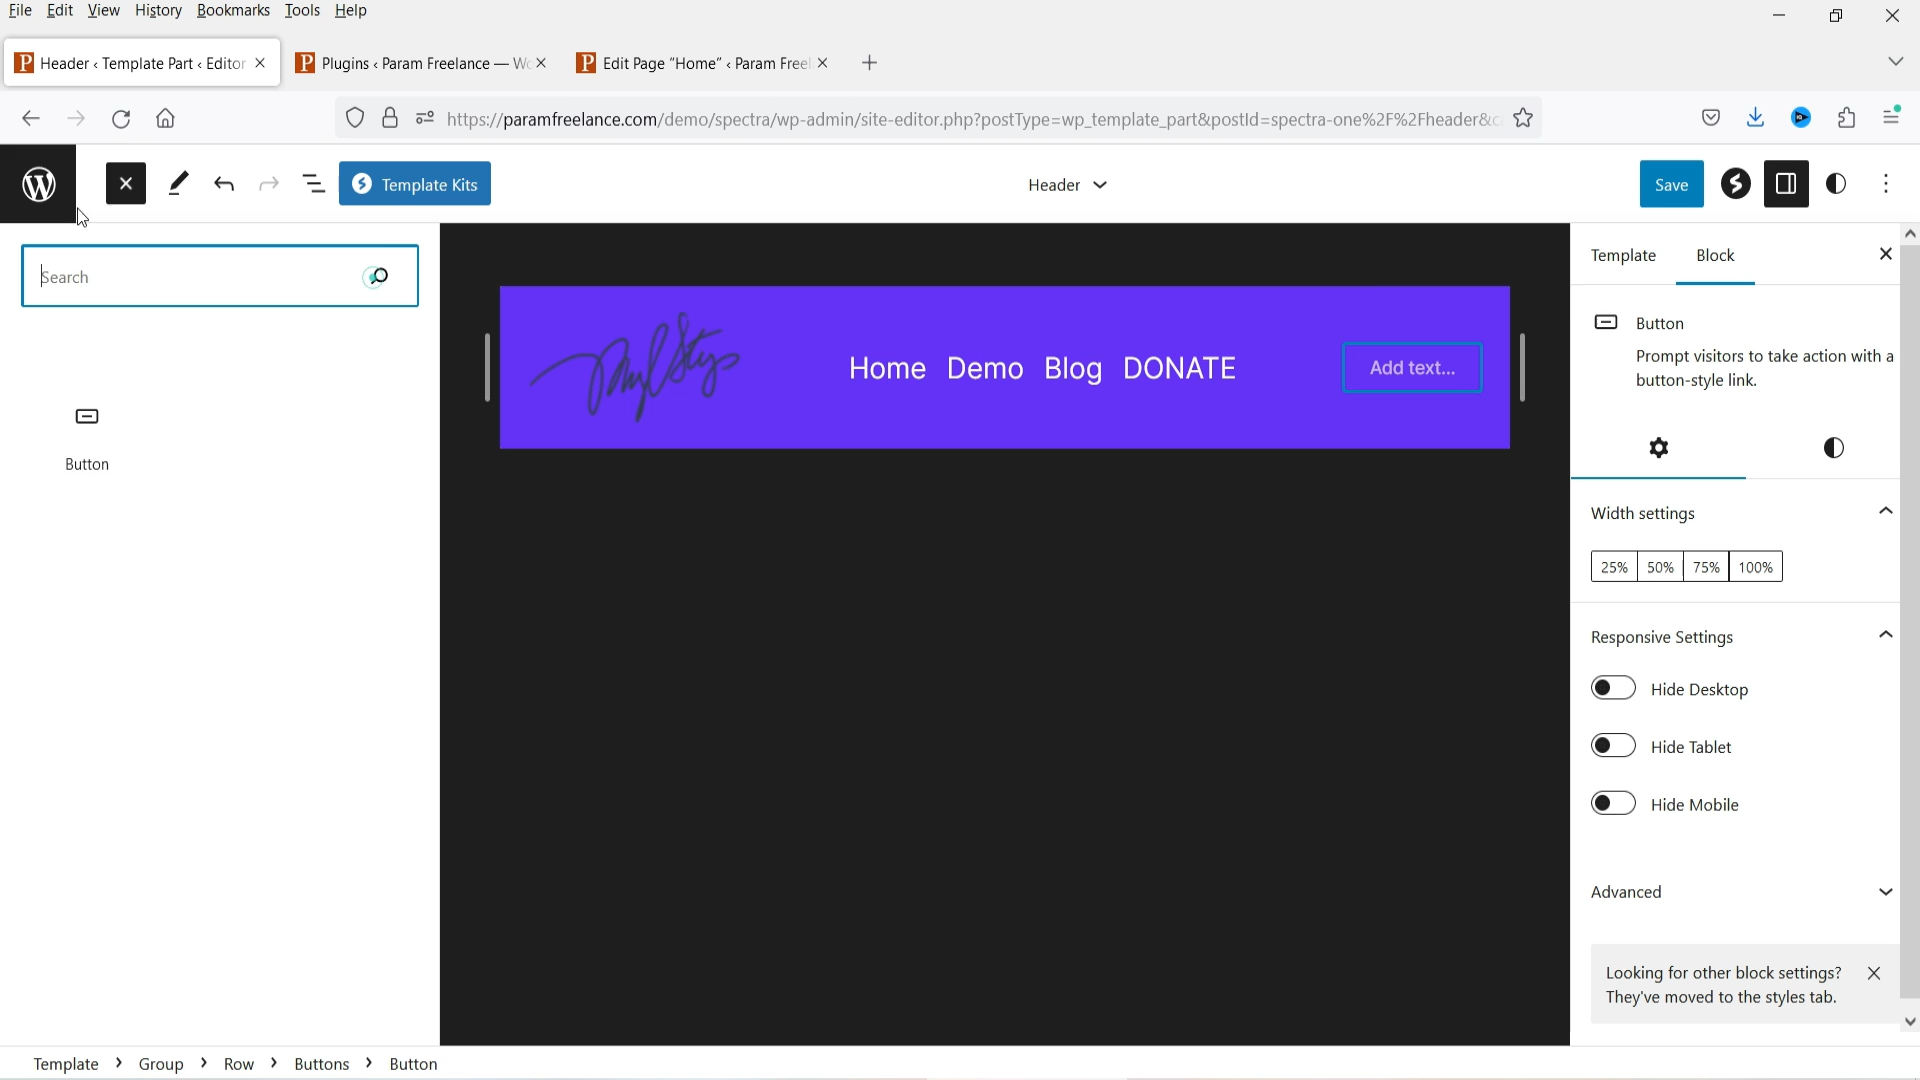 File Edit View History Bookmarks Tools Help
Header ‹ Template Part ‹ Editor
Plugins ‹ Param Freelance — Wo
Edit Page “Home” ‹ Param Freel
https://paramfreelance.com/demo/spectra/wp-admin/site-editor.php?postType=wp_template_part&postId=spectra-one%2F%2Fheader&c
Template Kits
Header
Save
Search
Button
Home Demo Blog DONATE
Add text...
Template Block
Button
Prompt visitors to take action with a
button-style link.
Width settings
25% 50% 75% 100%
Responsive Settings
Hide Desktop
Hide Tablet
Hide Mobile
Advanced
Looking for other block settings?
They've moved to the styles tab.
Template > Group > Row > Buttons > Button